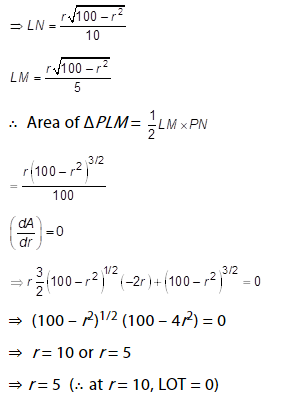 ⇒ LN = r√(100 − r²) / 10
LM = r√(100 − r²) / 5
∴ Area of ΔPLM = 1/2 LM × PN
= r(100 − r²)^(3/2) / 100
(dA/dr) = 0
⇒ r 3/2 (100 − r²)^(1/2) (−2r) + (100 − r²)^(3/2) = 0
⇒ (100 – r²)^1/2 (100 – 4r²) = 0
⇒ r = 10 or r = 5
⇒ r = 5 (∴ at r = 10, LOT = 0)